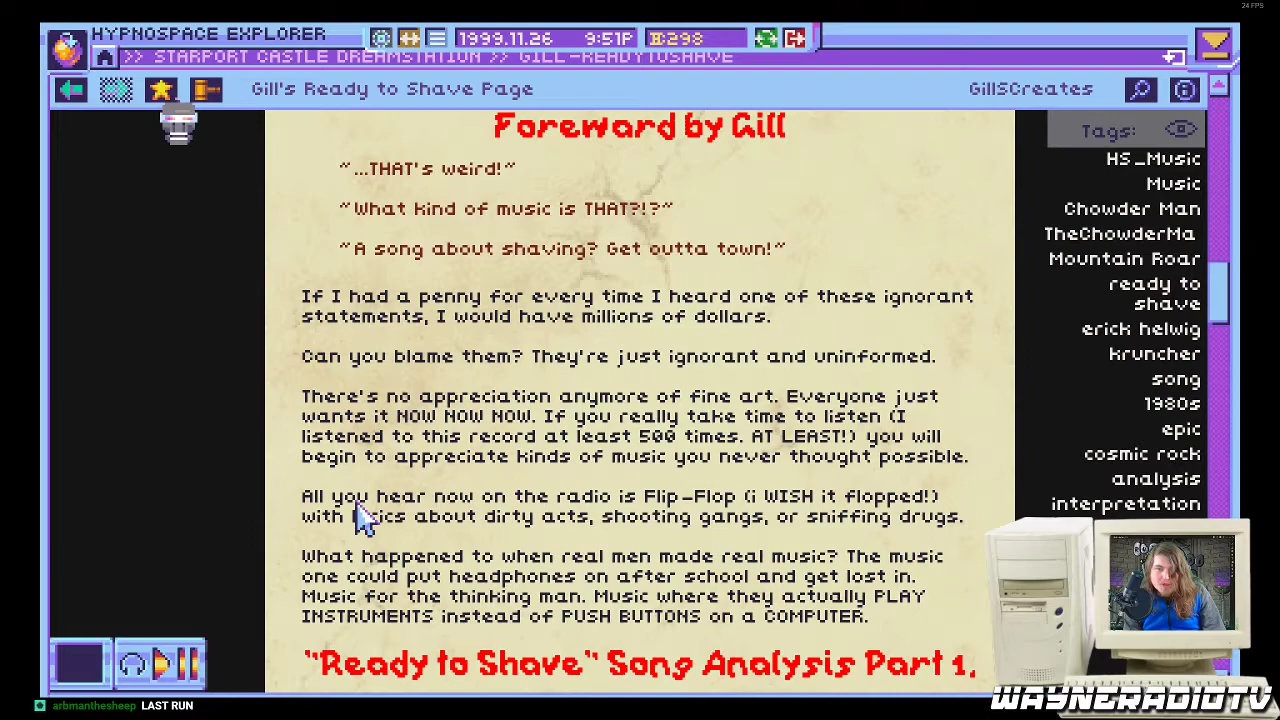 24 FPS
HYPNOSPACE EXPLORER
1999.11.26 9:51P 298
>> STARPORT CASTLE DREAMSTATION >> GILL-READYTOSHAVE
Gill's Ready to Shave Page
GillSCreates
Foreword by Gill
~...THAT's weird!~
~What kind of music is THAT?!?~
~A song about shaving? Get outta town!~
If I had a penny for every time I heard one of these ignorant
statements, I would have millions of dollars.
Can you blame them? They're just ignorant and uninformed.
There's no appreciation anymore of fine art. Everyone just
wants it NOW NOW NOW. If you really take time to listen (I
listened to this record at least 500 times. AT LEAST!) you will
begin to appreciate kinds of music you never thought possible.
All you hear now on the radio is Flip-Flop (i WISH it flopped!)
with lyrics about dirty acts, shooting gangs, or sniffing drugs.
What happened to when real men made real music? The music
one could put headphones on after school and get lost in.
Music for the thinking man. Music where they actually PLAY
INSTRUMENTS instead of PUSH BUTTONS on a COMPUTER.
"Ready to Shave" Song Analysis Part 1.
Tags:
HS_Music
Music
Chowder Man
TheChowderMa
Mountain Roar
ready to
shave
erick helwig
kruncher
song
1980s
epic
cosmic rock
analysis
interpretation
WAYNERADIOTV
arbmanthesheep LAST RUN